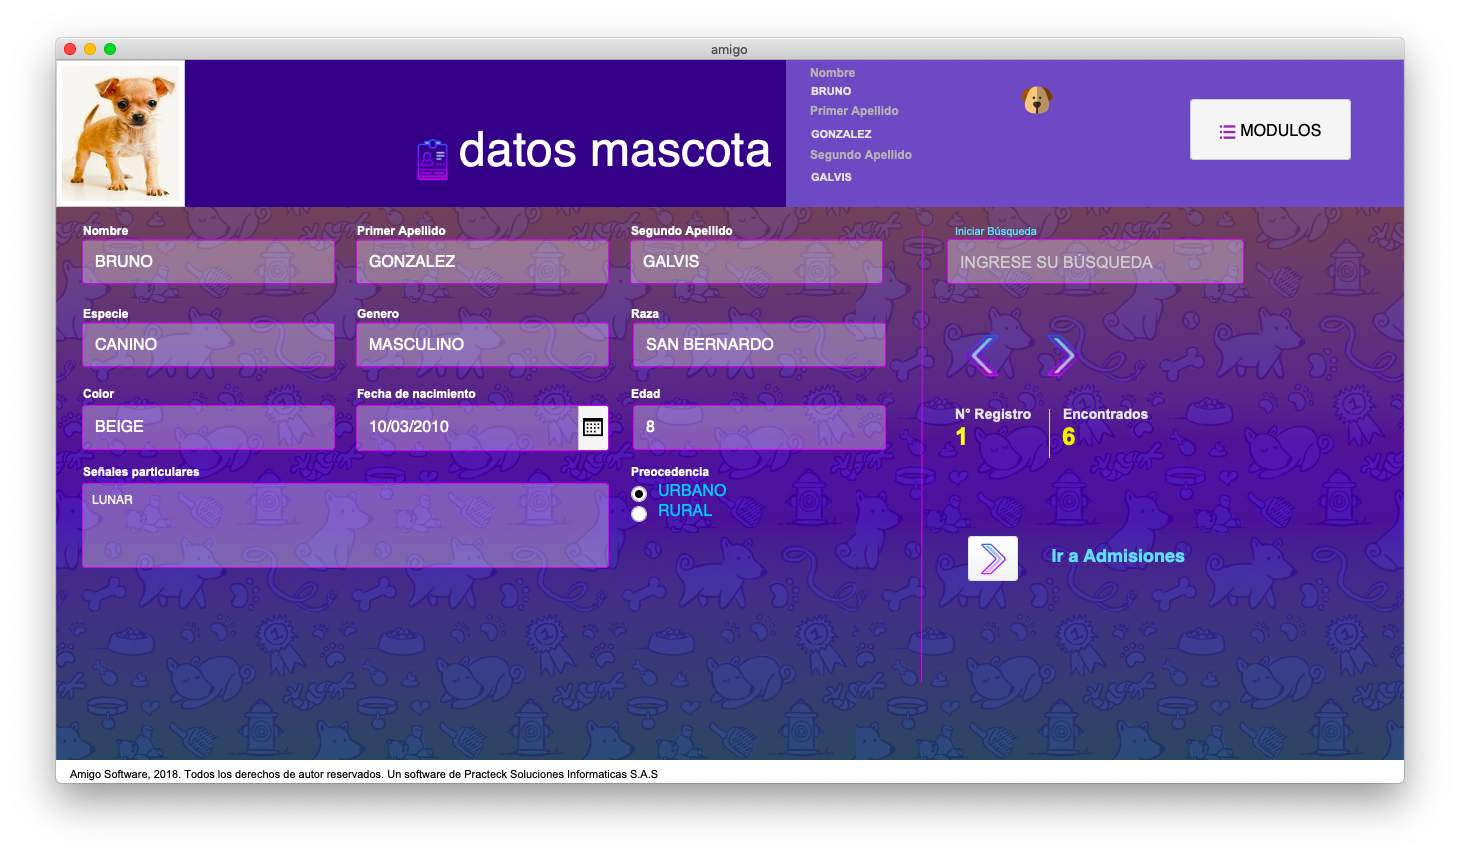 amigo
datos mascota
Nombre
BRUNO
Primer Apellido
GONZALEZ
Segundo Apellido
GALVIS
MODULOS
Nombre
BRUNO
Primer Apellido
GONZALEZ
Segundo Apellido
GALVIS
Especie
CANINO
Genero
MASCULINO
Raza
SAN BERNARDO
Color
BEIGE
Fecha de nacimiento
10/03/2010
Edad
8
Señales particulares
LUNAR
Preocedencia
URBANO
RURAL
Iniciar Búsqueda
INGRESE SU BÚSQUEDA
N° Registro
1
Encontrados
6
Ir a Admisiones
Amigo Software, 2018. Todos los derechos de autor reservados. Un software de Practeck Soluciones Informaticas S.A.S